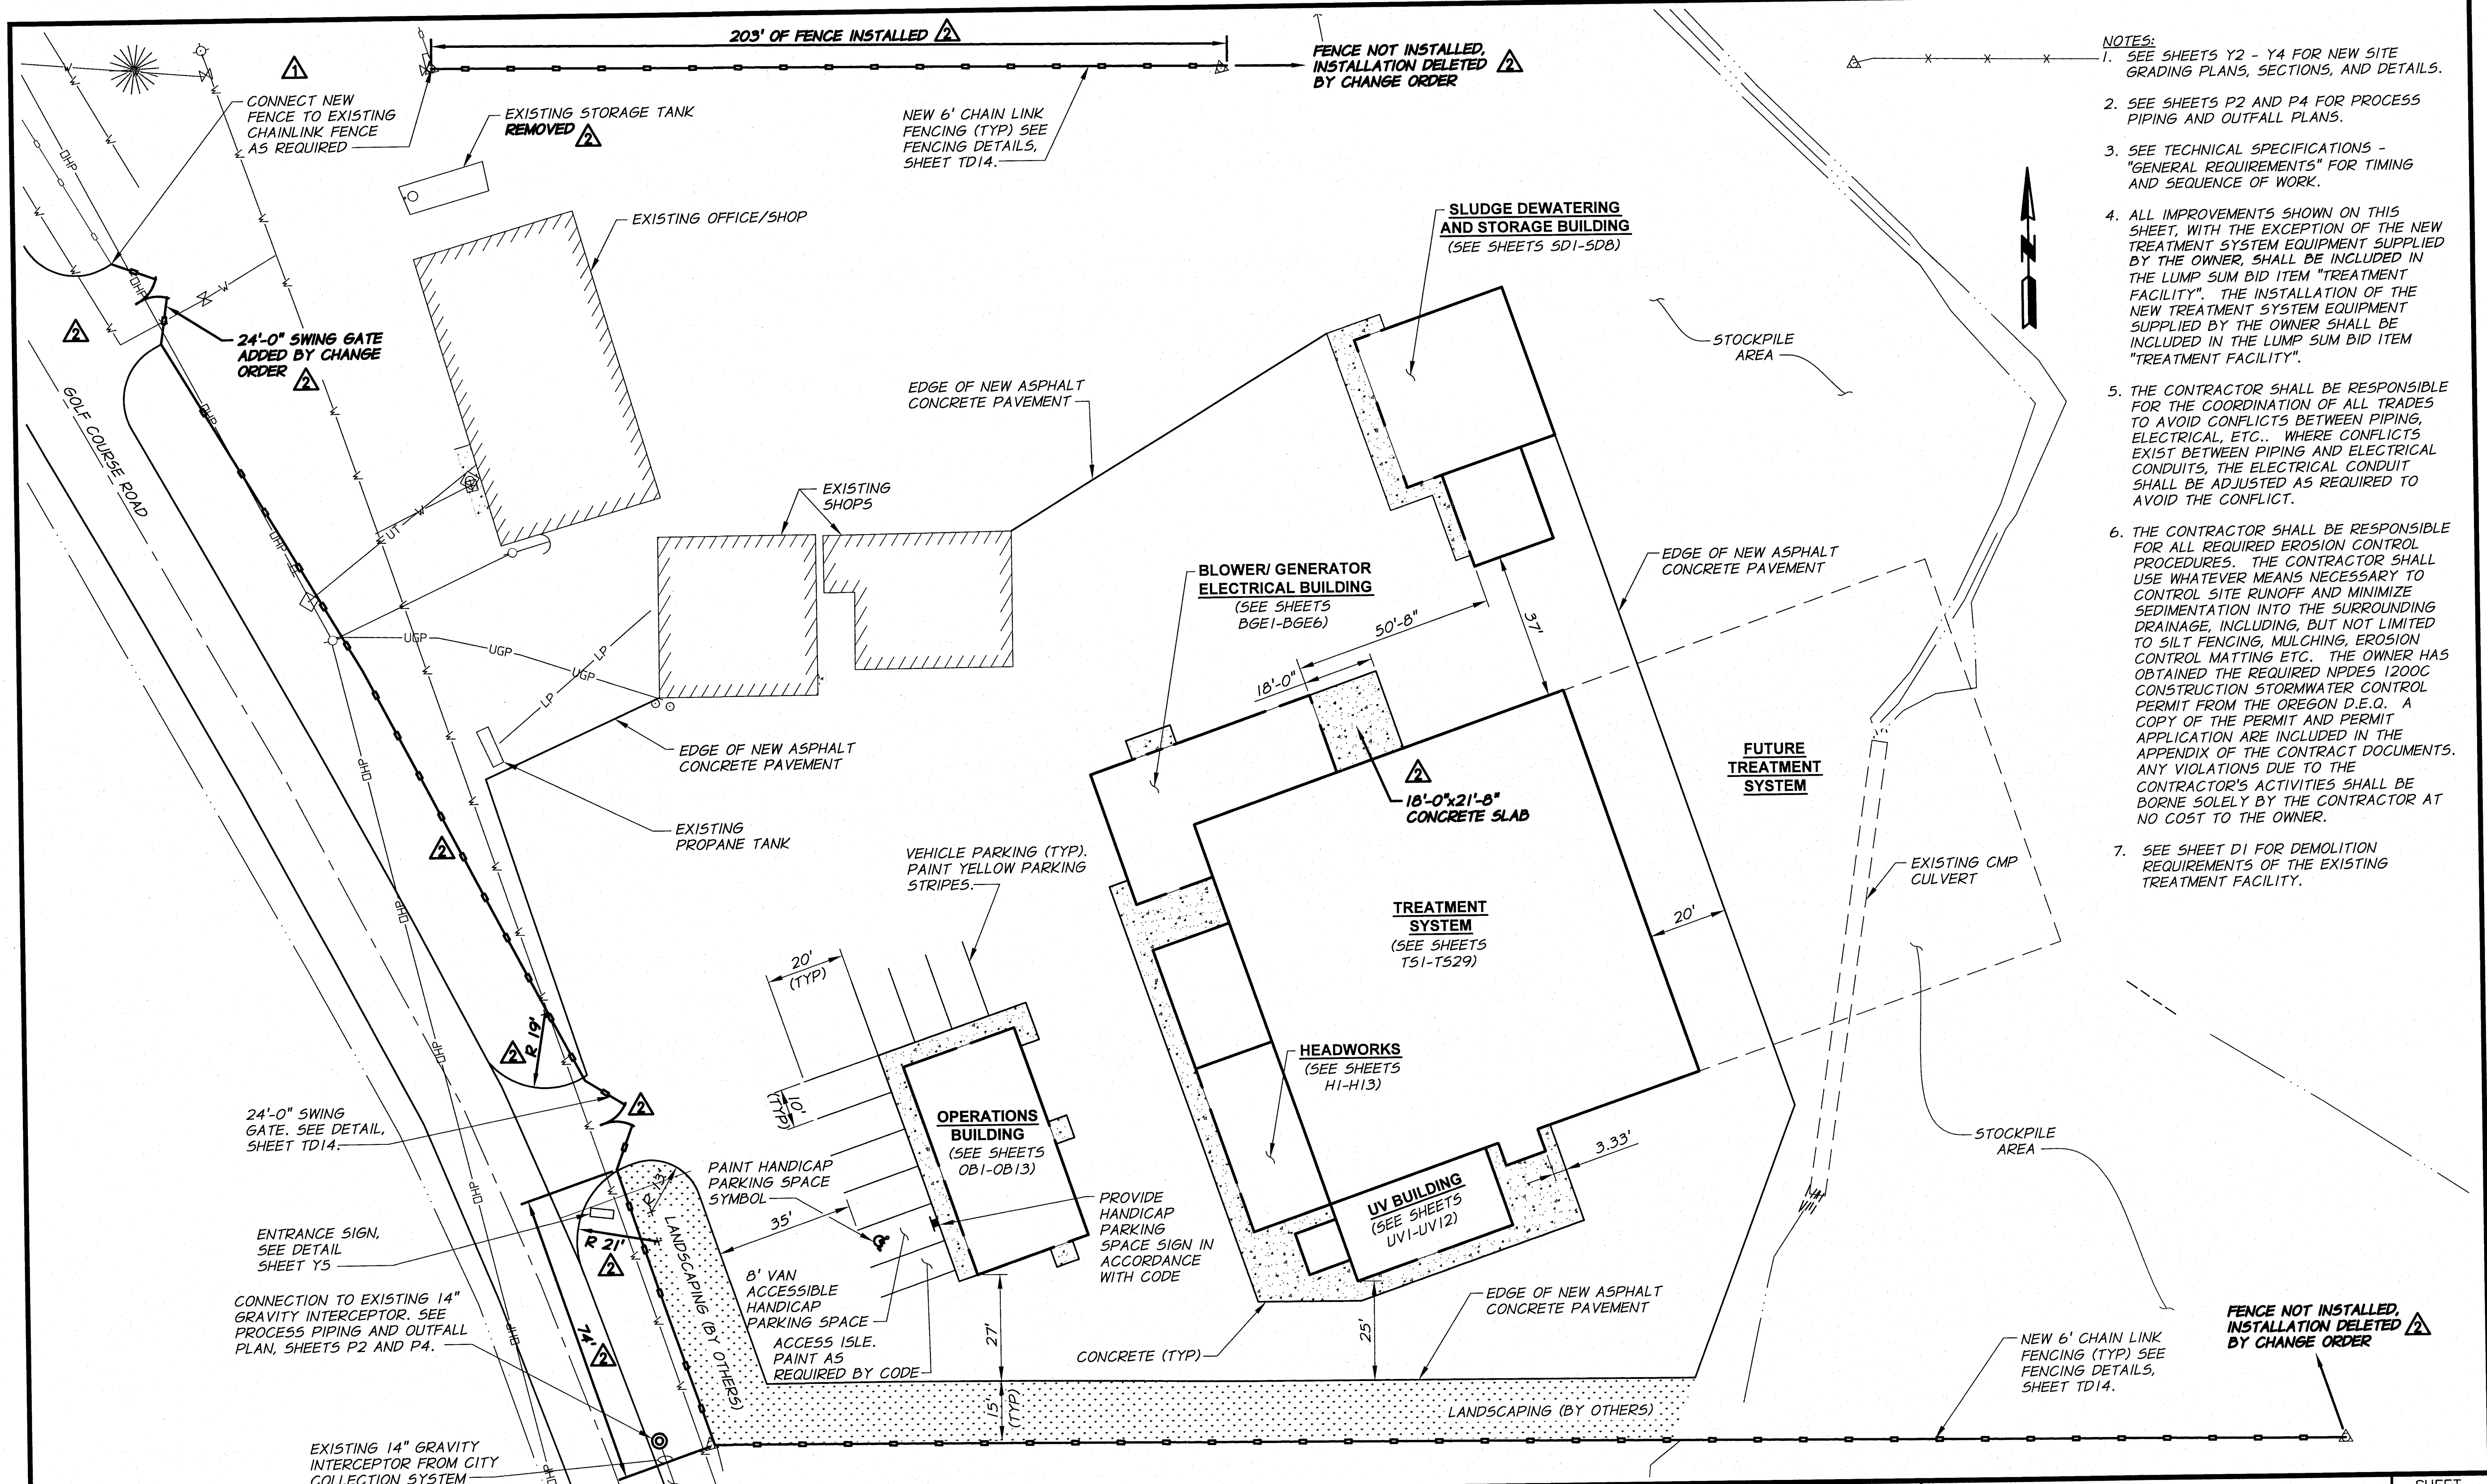 203' OF FENCE INSTALLED 2
FENCE NOT INSTALLED,
INSTALLATION DELETED 2
BY CHANGE ORDER
1
CONNECT NEW
FENCE TO EXISTING
CHAINLINK FENCE
AS REQUIRED
EXISTING STORAGE TANK
REMOVED 2
NEW 6' CHAIN LINK
FENCING (TYP) SEE
FENCING DETAILS,
SHEET TD14.
EXISTING OFFICE/SHOP
SLUDGE DEWATERING
AND STORAGE BUILDING
(SEE SHEETS SD1-SD8)
N
STOCKPILE
AREA
2
24'-0" SWING GATE
ADDED BY CHANGE
ORDER 2
GOLF COURSE ROAD
EDGE OF NEW ASPHALT
CONCRETE PAVEMENT
EXISTING
SHOPS
BLOWER/ GENERATOR
ELECTRICAL BUILDING
(SEE SHEETS
BGE1-BGE6)
50'-8"
37'
18'-0"
EDGE OF NEW ASPHALT
CONCRETE PAVEMENT
OHP
OHP
OHP
OHP
OHP
OHP
OHP
OHP
OHP
OHP
UT
UGP
UGP
UGP
LP
LP
EDGE OF NEW ASPHALT
CONCRETE PAVEMENT
EXISTING
PROPANE TANK
2
2
18'-0"x21'-8"
CONCRETE SLAB
FUTURE
TREATMENT
SYSTEM
VEHICLE PARKING (TYP).
PAINT YELLOW PARKING
STRIPES.
TREATMENT
SYSTEM
(SEE SHEETS
TS1-TS29)
20'
EXISTING CMP
CULVERT
20'
(TYP)
10'
(TYP)
2
R 19'
HEADWORKS
(SEE SHEETS
H1-H13)
24'-0" SWING
GATE. SEE DETAIL,
SHEET TD14.
2
OPERATIONS
BUILDING
(SEE SHEETS
OB1-OB13)
3.33'
STOCKPILE
AREA
PAINT HANDICAP
PARKING SPACE
SYMBOL
PROVIDE
HANDICAP
PARKING
SPACE SIGN IN
ACCORDANCE
WITH CODE
UV BUILDING
(SEE SHEETS
UV1-UV12)
ENTRANCE SIGN,
SEE DETAIL
SHEET Y5
R 21'
2
35'
LANDSCAPING (BY OTHERS)
8' VAN
ACCESSIBLE
HANDICAP
PARKING SPACE
ACCESS ISLE.
PAINT AS
REQUIRED BY CODE
27'
25'
15'
(TYP)
CONCRETE (TYP)
EDGE OF NEW ASPHALT
CONCRETE PAVEMENT
CONNECTION TO EXISTING 14"
GRAVITY INTERCEPTOR. SEE
PROCESS PIPING AND OUTFALL
PLAN, SHEETS P2 AND P4.
74'
2
LANDSCAPING (BY OTHERS)
NEW 6' CHAIN LINK
FENCING (TYP) SEE
FENCING DETAILS,
SHEET TD14.
FENCE NOT INSTALLED,
INSTALLATION DELETED 2
BY CHANGE ORDER
EXISTING 14" GRAVITY
INTERCEPTOR FROM CITY
COLLECTION SYSTEM
NOTES:
1. SEE SHEETS Y2 - Y4 FOR NEW SITE
GRADING PLANS, SECTIONS, AND DETAILS.
2. SEE SHEETS P2 AND P4 FOR PROCESS
PIPING AND OUTFALL PLANS.
3. SEE TECHNICAL SPECIFICATIONS -
"GENERAL REQUIREMENTS" FOR TIMING
AND SEQUENCE OF WORK.
4. ALL IMPROVEMENTS SHOWN ON THIS
SHEET, WITH THE EXCEPTION OF THE NEW
TREATMENT SYSTEM EQUIPMENT SUPPLIED
BY THE OWNER, SHALL BE INCLUDED IN
THE LUMP SUM BID ITEM "TREATMENT
FACILITY". THE INSTALLATION OF THE
NEW TREATMENT SYSTEM EQUIPMENT
SUPPLIED BY THE OWNER SHALL BE
INCLUDED IN THE LUMP SUM BID ITEM
"TREATMENT FACILITY".
5. THE CONTRACTOR SHALL BE RESPONSIBLE
FOR THE COORDINATION OF ALL TRADES
TO AVOID CONFLICTS BETWEEN PIPING,
ELECTRICAL, ETC.. WHERE CONFLICTS
EXIST BETWEEN PIPING AND ELECTRICAL
CONDUITS, THE ELECTRICAL CONDUIT
SHALL BE ADJUSTED AS REQUIRED TO
AVOID THE CONFLICT.
6. THE CONTRACTOR SHALL BE RESPONSIBLE
FOR ALL REQUIRED EROSION CONTROL
PROCEDURES. THE CONTRACTOR SHALL
USE WHATEVER MEANS NECESSARY TO
CONTROL SITE RUNOFF AND MINIMIZE
SEDIMENTATION INTO THE SURROUNDING
DRAINAGE, INCLUDING, BUT NOT LIMITED
TO SILT FENCING, MULCHING, EROSION
CONTROL MATTING ETC. THE OWNER HAS
OBTAINED THE REQUIRED NPDES 1200C
CONSTRUCTION STORMWATER CONTROL
PERMIT FROM THE OREGON D.E.Q. A
COPY OF THE PERMIT AND PERMIT
APPLICATION ARE INCLUDED IN THE
APPENDIX OF THE CONTRACT DOCUMENTS.
ANY VIOLATIONS DUE TO THE
CONTRACTOR'S ACTIVITIES SHALL BE
BORNE SOLELY BY THE CONTRACTOR AT
NO COST TO THE OWNER.
7. SEE SHEET D1 FOR DEMOLITION
REQUIREMENTS OF THE EXISTING
TREATMENT FACILITY.
SHEET